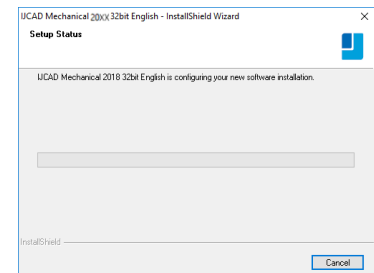 IJCAD Mechanical 20XX 32bit English - InstallShield Wizard
Setup Status
IJCAD Mechanical 2018 32bit English is configuring your new software installation.
InstallShield
Cancel